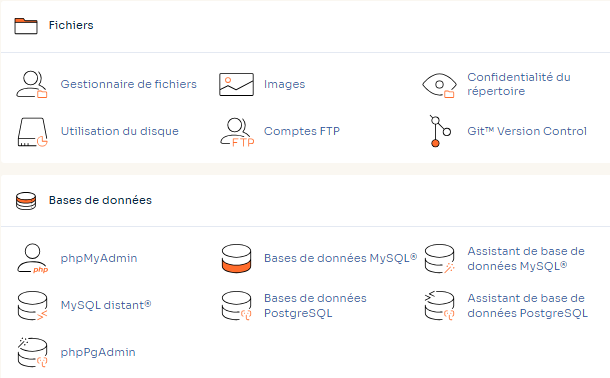 Fichiers
Gestionnaire de fichiers
Images
Confidentialité du
répertoire
Utilisation du disque
Comptes FTP
FTP
Git™ Version Control
Bases de données
phpMyAdmin
php
Bases de données MySQL®
Assistant de base de
données MySQL®
MySQL distant®
Bases de données
PostgreSQL
Assistant de base de
données PostgreSQL
phpPgAdmin